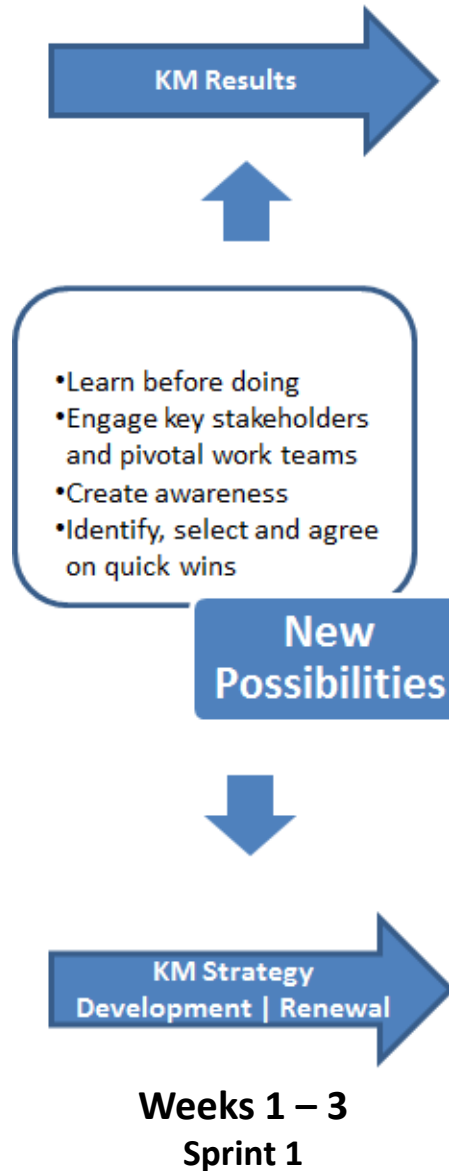 KM Results
•Learn before doing
•Engage key stakeholders
and pivotal work teams
•Create awareness
•Identify, select and agree
on quick wins
New
Possibilities
KM Strategy
Development | Renewal
Weeks 1 – 3
Sprint 1